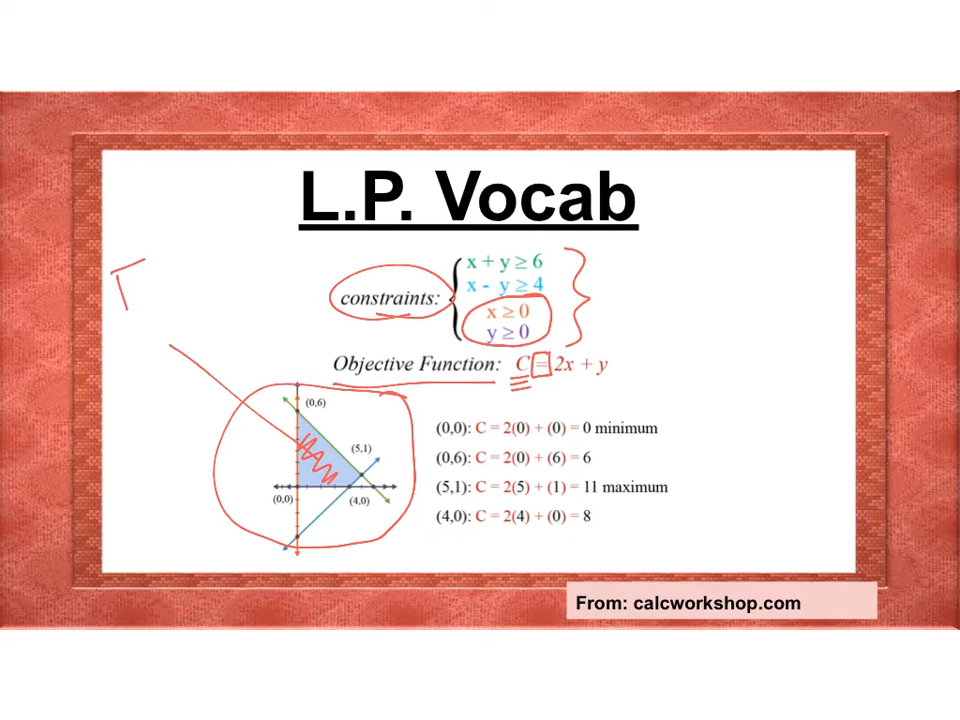 L.P. Vocab
x + y ≥ 6
x - y ≥ 4
constraints:
x ≥ 0
y ≥ 0
Objective Function: C = 2x + y
(0,6)
(5,1)
(0,0)
(4,0)
(0,0): C = 2(0) + (0) = 0 minimum
(0,6): C = 2(0) + (6) = 6
(5,1): C = 2(5) + (1) = 11 maximum
(4,0): C = 2(4) + (0) = 8
From: calcworkshop.com